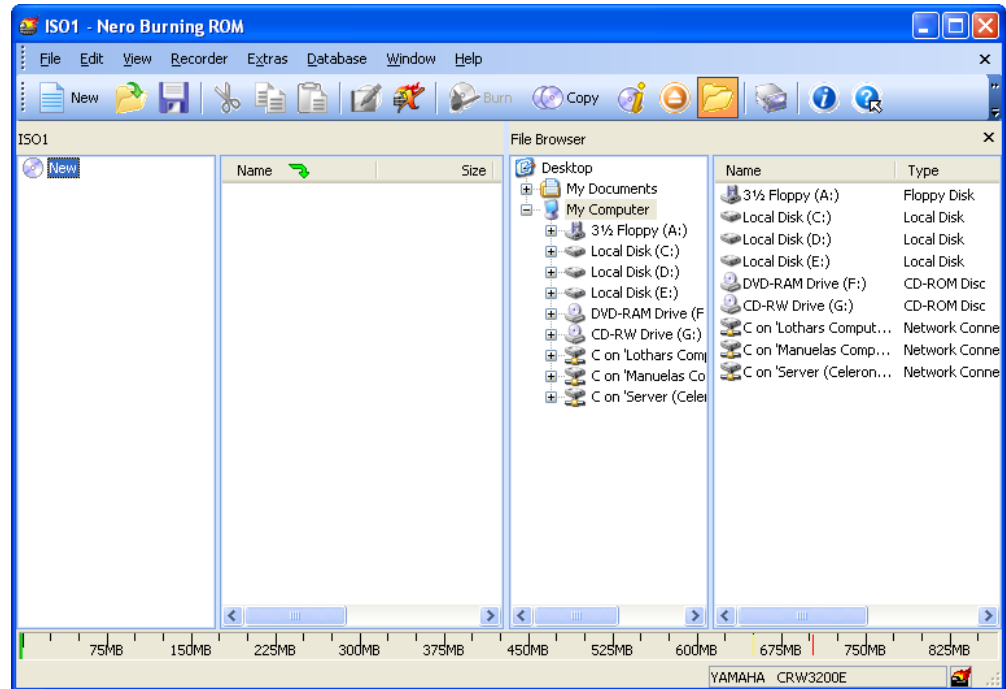 ISO1 - Nero Burning ROM
File Edit View Recorder Extras Database Window Help
New Burn Copy
ISO1
File Browser
New
Name Size
Desktop
My Documents
My Computer
3½ Floppy (A:)
Local Disk (C:)
Local Disk (D:)
Local Disk (E:)
DVD-RAM Drive (F
CD-RW Drive (G:)
C on 'Lothars Comp
C on 'Manuelas Co
C on 'Server (Celer
Name Type
3½ Floppy (A:) Floppy Disk
Local Disk (C:) Local Disk
Local Disk (D:) Local Disk
Local Disk (E:) Local Disk
DVD-RAM Drive (F:) CD-ROM Disc
CD-RW Drive (G:) CD-ROM Disc
C on 'Lothars Comput... Network Conne
C on 'Manuelas Comp... Network Conne
C on 'Server (Celeron... Network Conne
75MB 150MB 225MB 300MB 375MB 450MB 525MB 600MB 675MB 750MB 825MB
YAMAHA CRW3200E